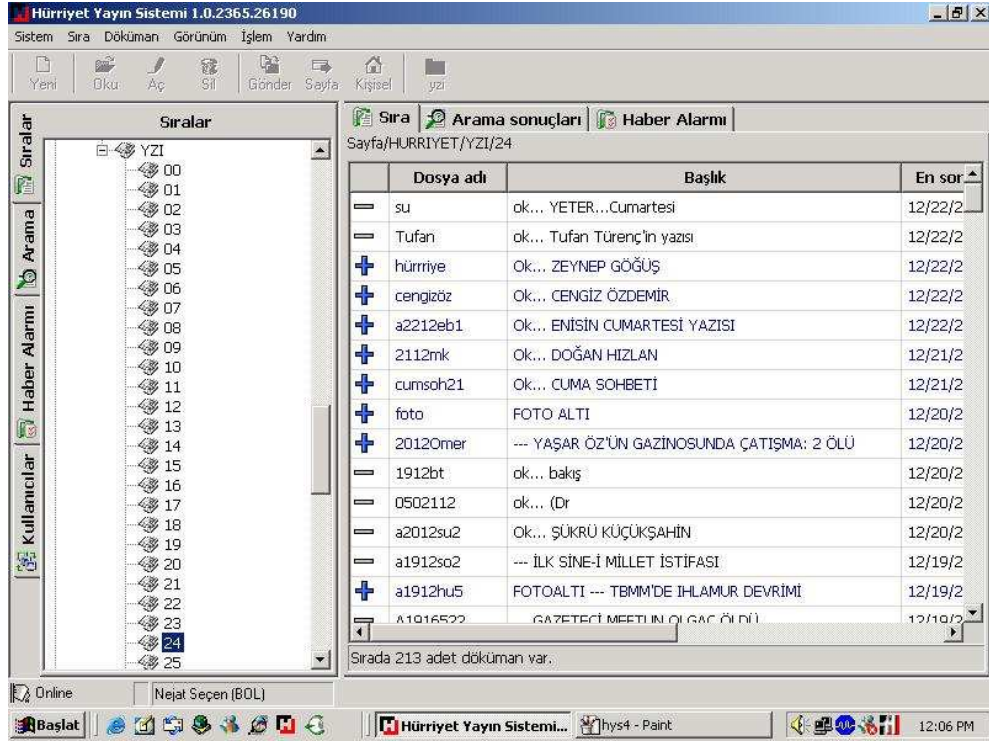 Hürriyet Yayın Sistemi 1.0.2365.26190
Sistem Sıra Döküman Görünüm İşlem Yardım
Yeni Oku Aç Sil Gönder Sayfa Kişisel yzi
Sıralar
Arama
Haber Alarmı
Kullanıcılar
Sıralar
YZI
00
01
02
03
04
05
06
07
08
09
10
11
12
13
14
15
16
17
18
19
20
21
22
23
24
25
Sıra Arama sonuçları Haber Alarmı
Sayfa/HURRIYET/YZI/24
Dosya adı Başlık En sor
su ok... YETER...Cumartesi 12/22/2
Tufan ok... Tufan Türenç'in yazısı 12/22/2
hürrriye Ok... ZEYNEP GÖĞÜŞ 12/22/2
cengizöz Ok... CENGİZ ÖZDEMİR 12/22/2
a2212eb1 Ok... ENİSİN CUMARTESİ YAZISI 12/22/2
2112mk Ok... DOĞAN HIZLAN 12/21/2
cumsoh21 Ok... CUMA SOHBETİ 12/21/2
foto FOTO ALTI 12/20/2
2012Omer --- YAŞAR ÖZ'ÜN GAZİNOSUNDA ÇATIŞMA: 2 ÖLÜ 12/20/2
1912bt ok... bakış 12/20/2
0502112 ok... (Dr 12/20/2
a2012su2 Ok... ŞÜKRÜ KÜÇÜKŞAHİN 12/20/2
a1912so2 --- İLK SİNE-İ MİLLET İSTİFASI 12/19/2
a1912hu5 FOTOALTI --- TBMM'DE IHLAMUR DEVRİMİ 12/19/2
GAZETECİ 12/19/2
Sırada 213 adet döküman var.
Online Nejat Seçen (BOL)
Başlat Hürriyet Yayın Sistemi... hys4 - Paint 12:06 PM